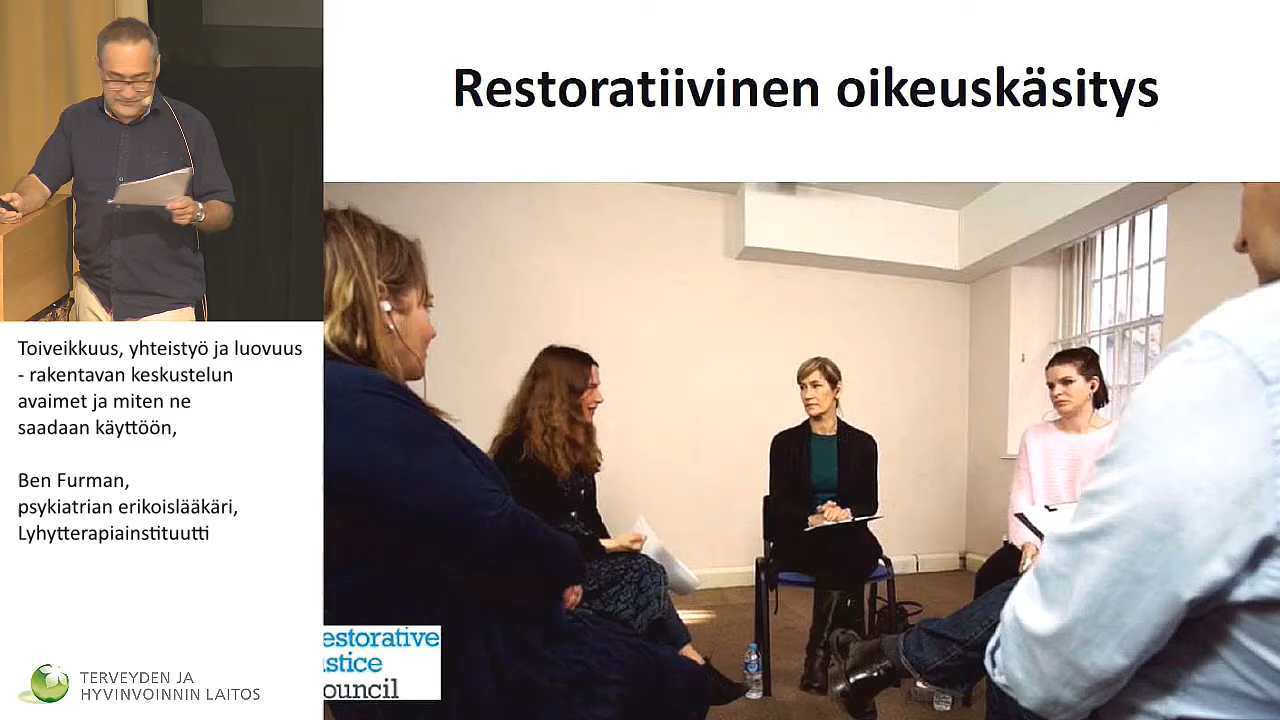 Restoratiivinen oikeuskäsitys
Toiveikkuus, yhteistyö ja luovuus
- rakentavan keskustelun
avaimet ja miten ne
saadaan käyttöön,
Ben Furman,
psykiatrian erikoislääkäri,
Lyhytterapiainstituutti
TERVEYDEN JA
HYVINVOINNIN LAITOS
estorative
ustice
ouncil